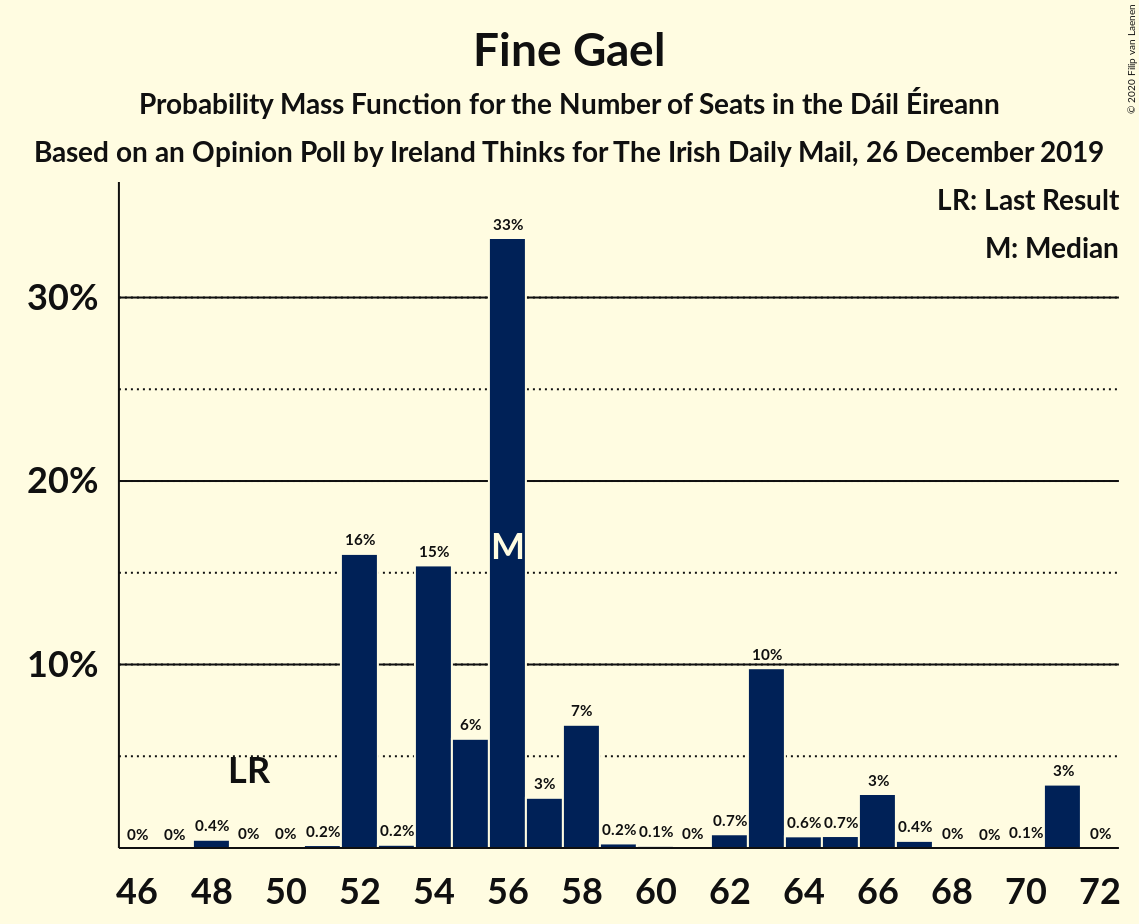 Fine Gael
Probability Mass Function for the Number of Seats in the Dáil Éireann
Based on an Opinion Poll by Ireland Thinks for The Irish Daily Mail, 26 December 2019
© 2020 Filip van Laenen
LR: Last Result
M: Median
33%
30%
20%
16%
15%
M
10%
10%
7%
6%
LR
3%
3%
3%
0% 0% 0.4% 0% 0% 0.2% 0.2% 0.2% 0.1% 0% 0.7% 0.6% 0.7% 0.4% 0% 0% 0.1% 0%
46 48 50 52 54 56 58 60 62 64 66 68 70 72